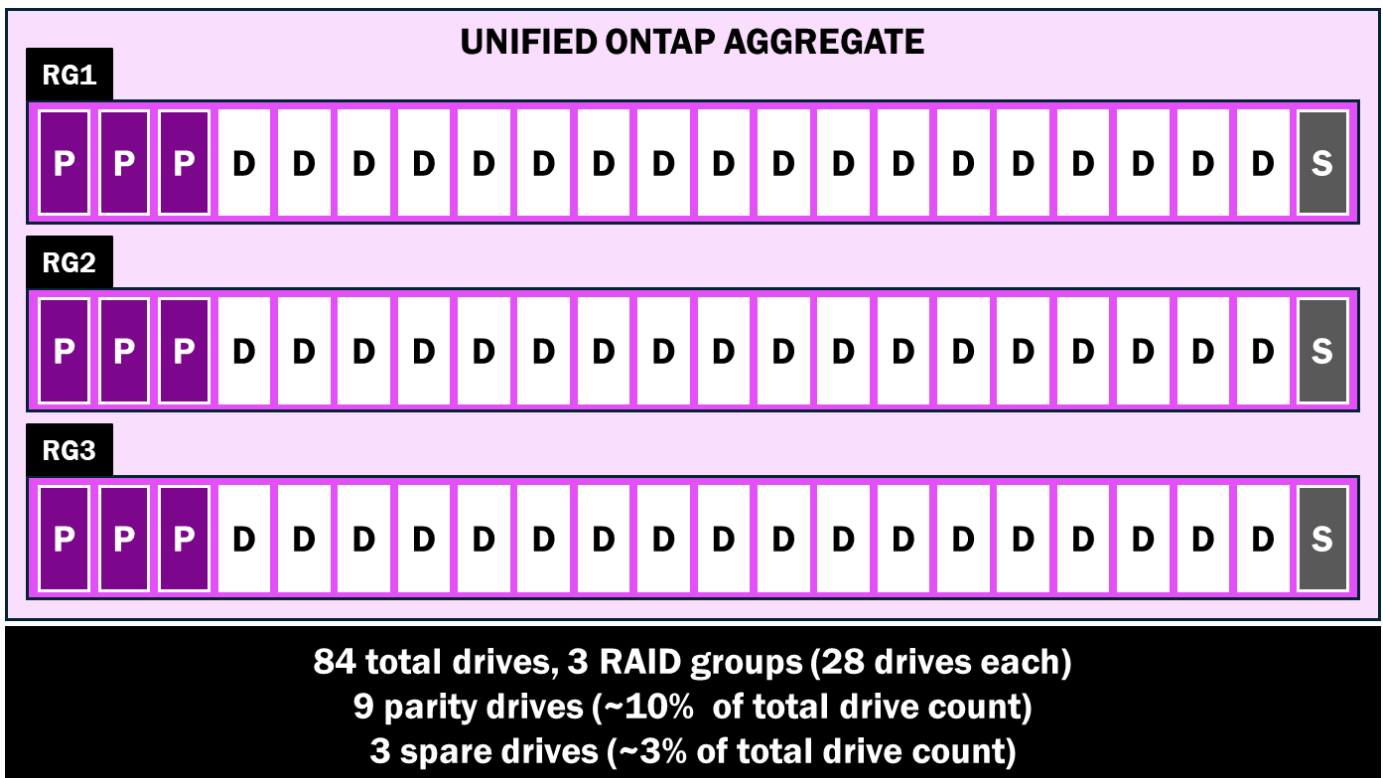 UNIFIED ONTAP AGGREGATE
RG1
P P P D D D D D D D D D D D D D D D D D D S
RG2
P P P D D D D D D D D D D D D D D D D D D S
RG3
P P P D D D D D D D D D D D D D D D D D D S
84 total drives, 3 RAID groups (28 drives each)
9 parity drives (~10% of total drive count)
3 spare drives (~3% of total drive count)